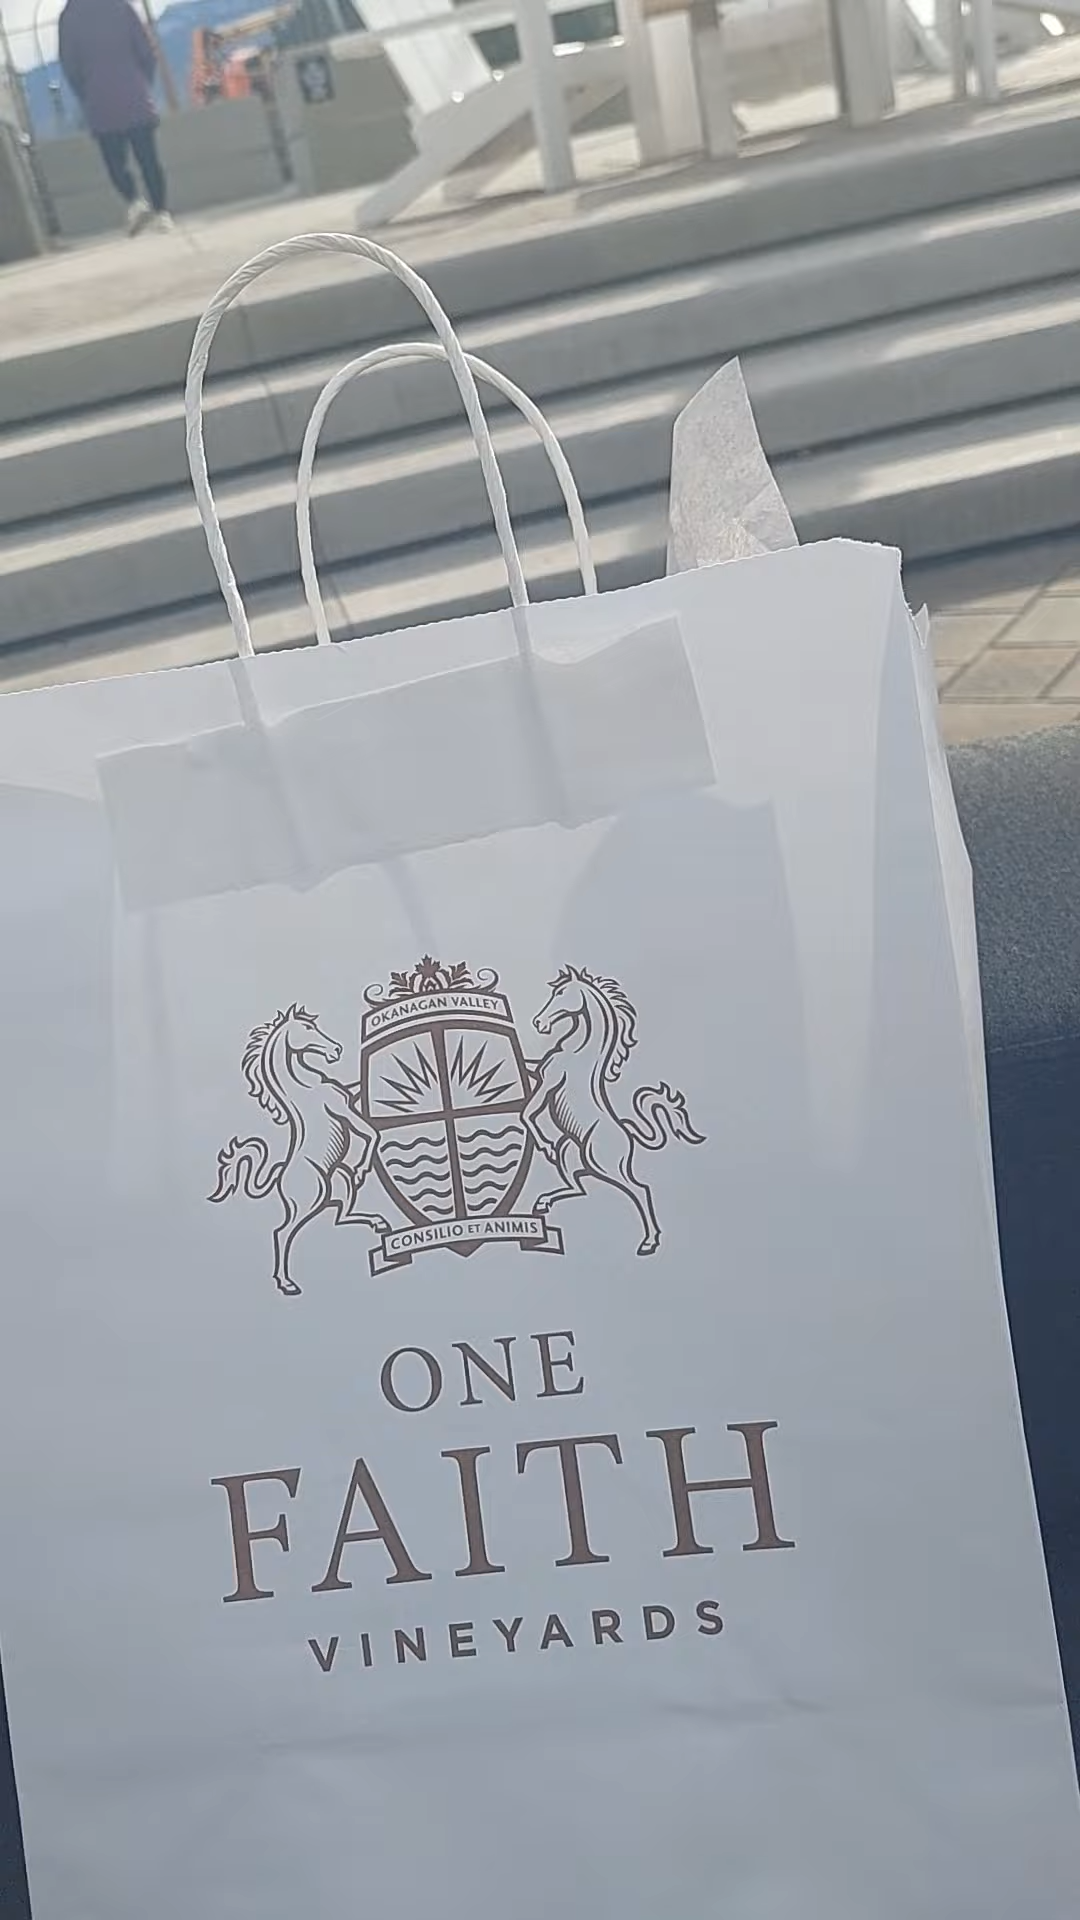 OKANAGAN VALLEY
CONSILIO ET ANIMIS
ONE
FAITH
VINEYARDS